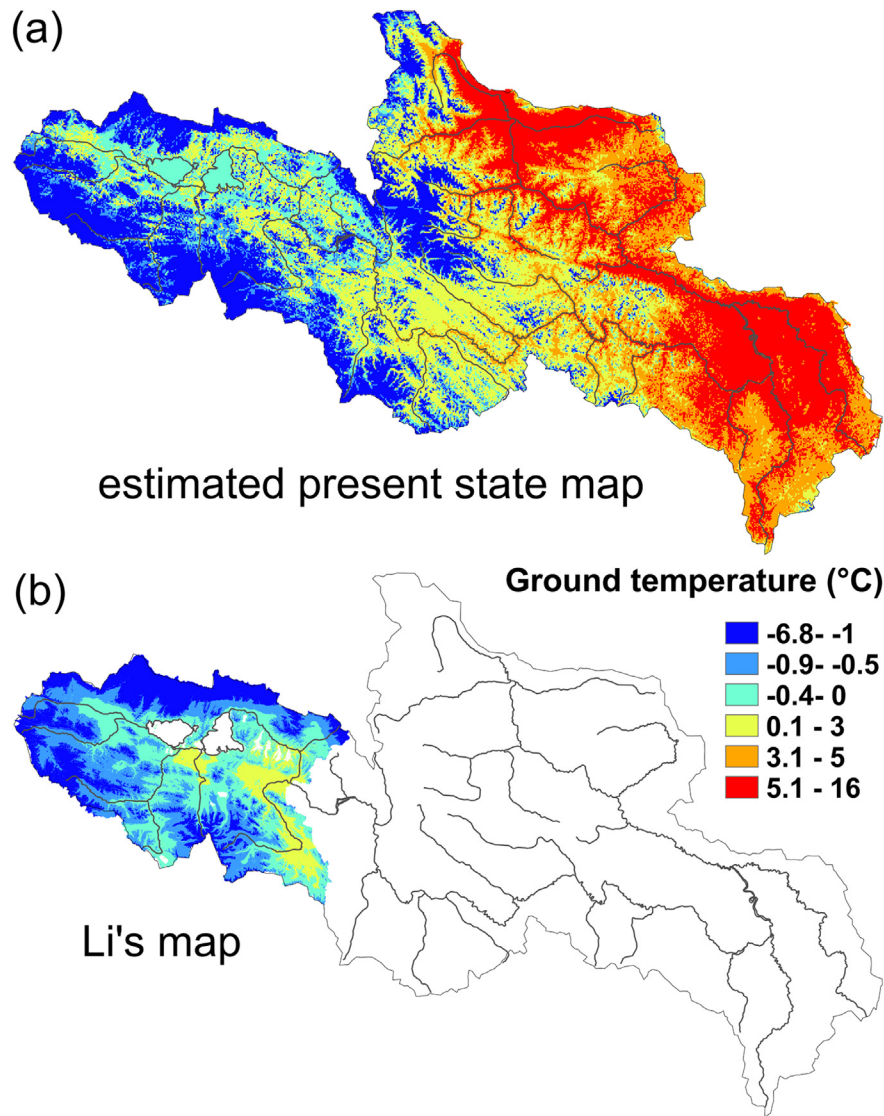 (a)
estimated present state map
(b)
Ground temperature (°C)
-6.8- -1
-0.9- -0.5
-0.4- 0
0.1 - 3
3.1 - 5
5.1 - 16
Li's map